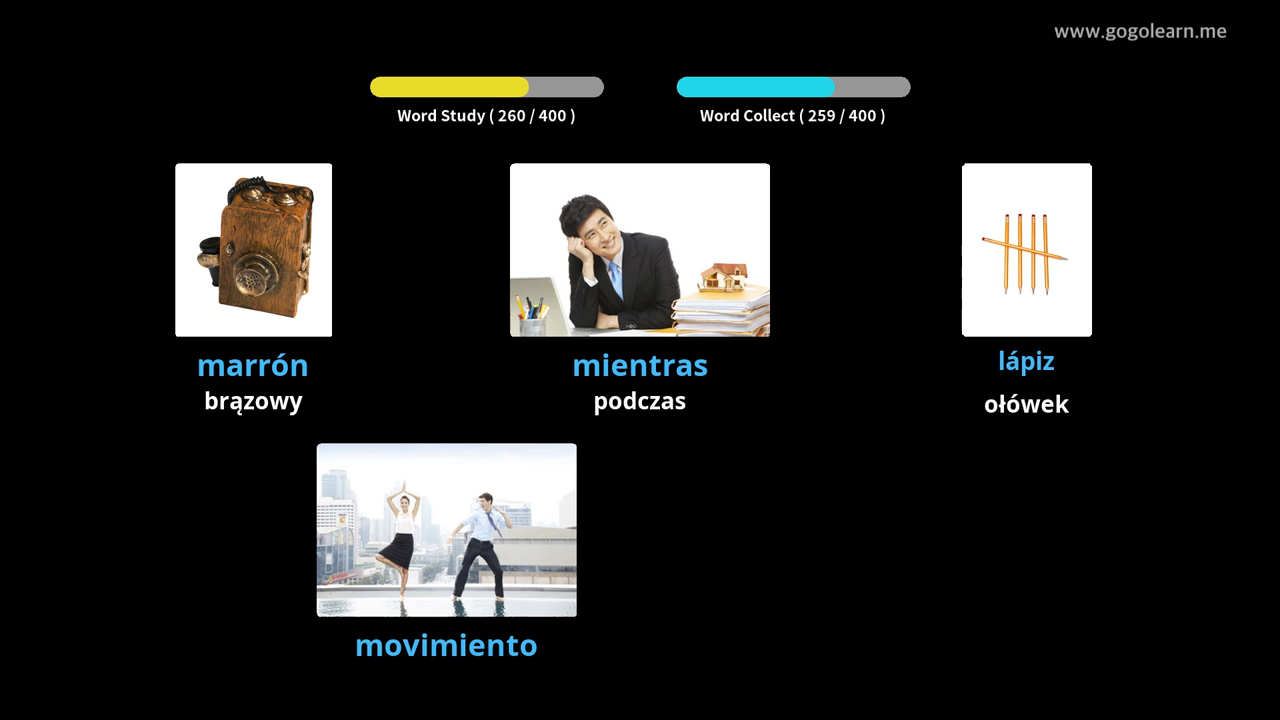 www.gogolearn.me
Word Study ( 260 / 400 )
Word Collect ( 259 / 400 )
marrón
brązowy
mientras
podczas
lápiz
ołówek
movimiento